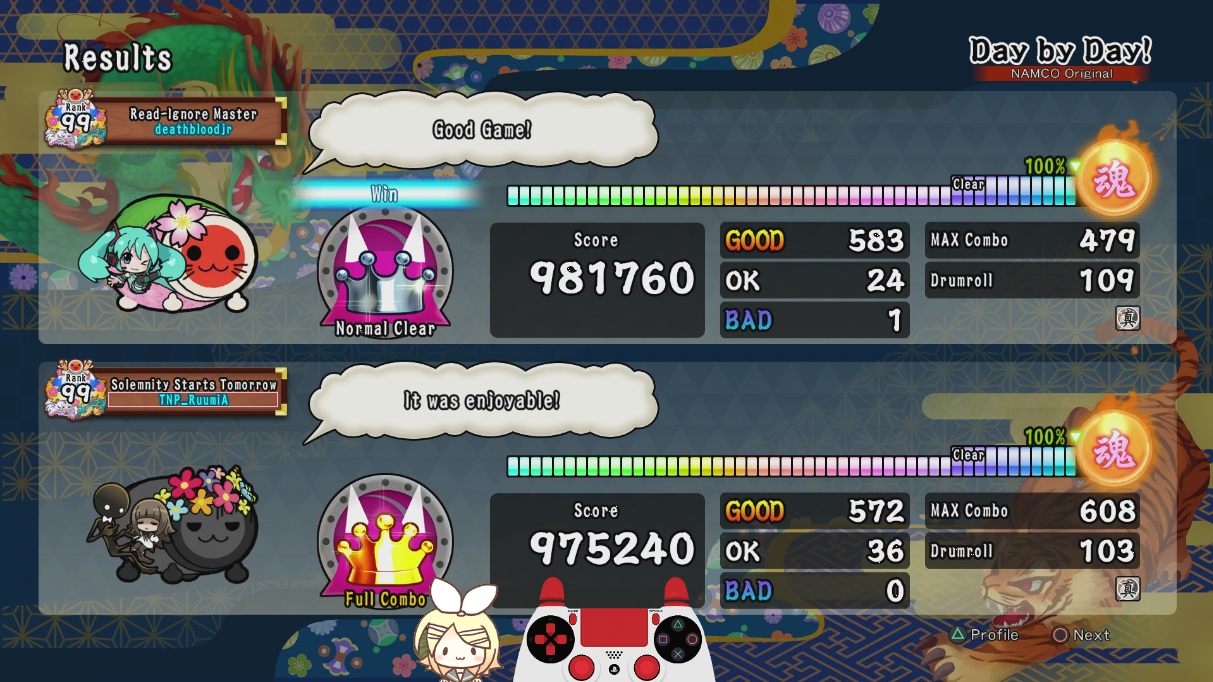 Results
Day by Day!
NAMCO Original
Rank
99
Read-Ignore Master
deathbloodjr
Good Game!
Win
100%
Clear
魂
Normal Clear
Score
981760
GOOD 583
OK 24
BAD 1
MAX Combo 479
Drumroll 109
真
Rank
99
Solemnity Starts Tomorrow
TNP_RuumiA
It was enjoyable!
100%
Clear
魂
Full Combo
Score
975240
GOOD 572
OK 36
BAD 0
MAX Combo 608
Drumroll 103
真
Profile
Next